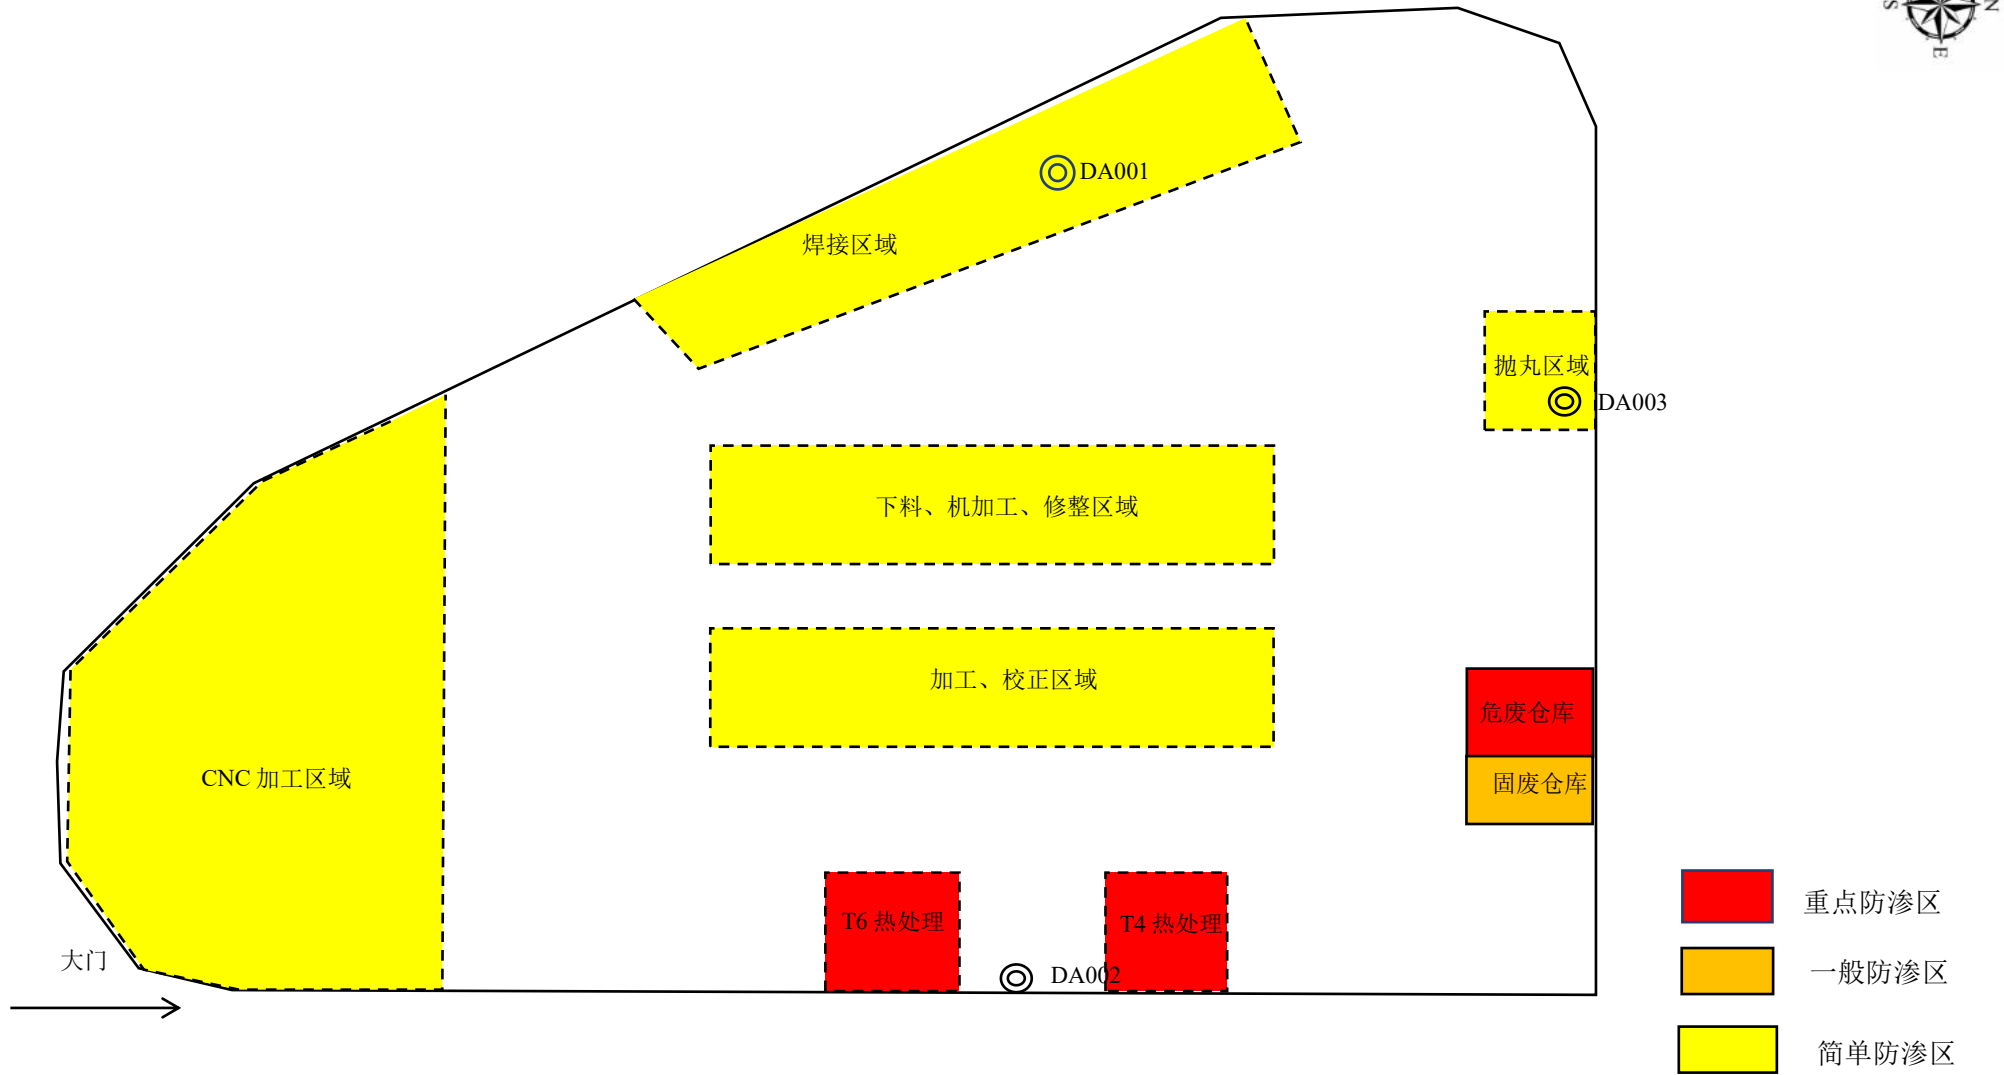 S
N
E
DA001
焊接区域
抛丸区域
DA003
下料、机加工、修整区域
加工、校正区域
危废仓库
CNC 加工区域
固废仓库
重点防渗区
T6 热处理
T4 热处理
大门
DA002
一般防渗区
简单防渗区